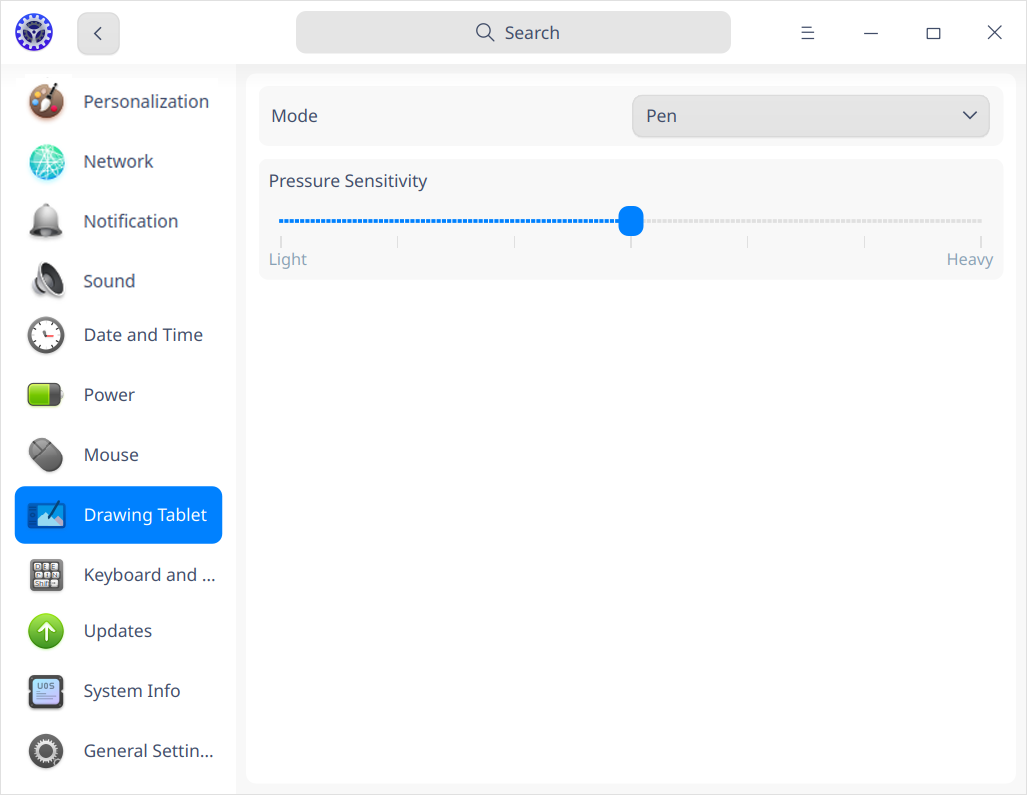 Search
Personalization
Network
Notification
Sound
Date and Time
Power
Mouse
Drawing Tablet
Keyboard and ...
Updates
UOS
System Info
General Settin...
Mode
Pen
Pressure Sensitivity
Light
Heavy